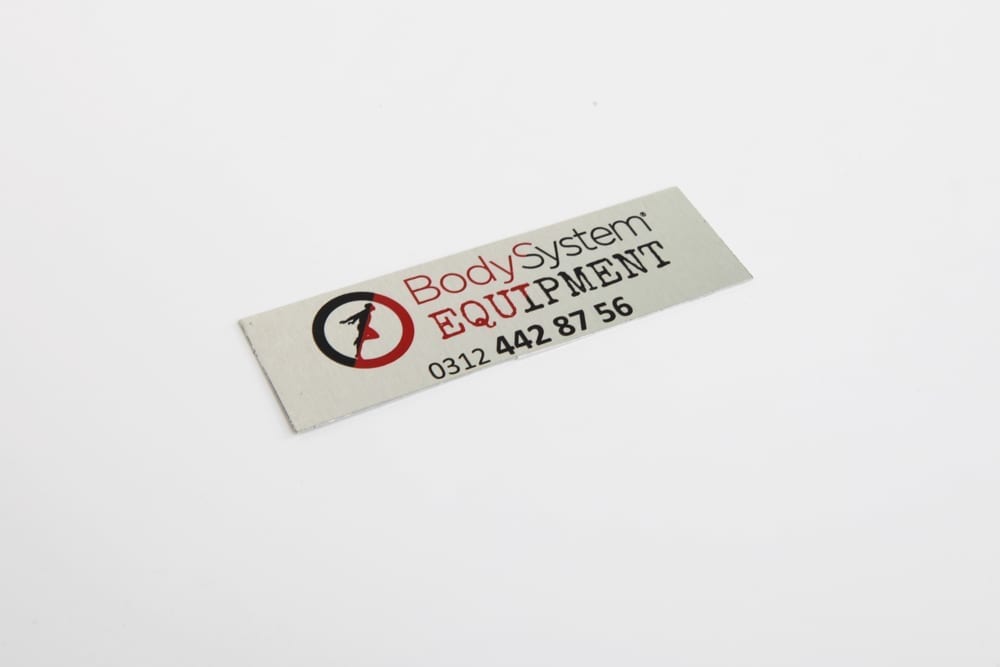 BodySystem®
EQUIPMENT
0312 442 87 56